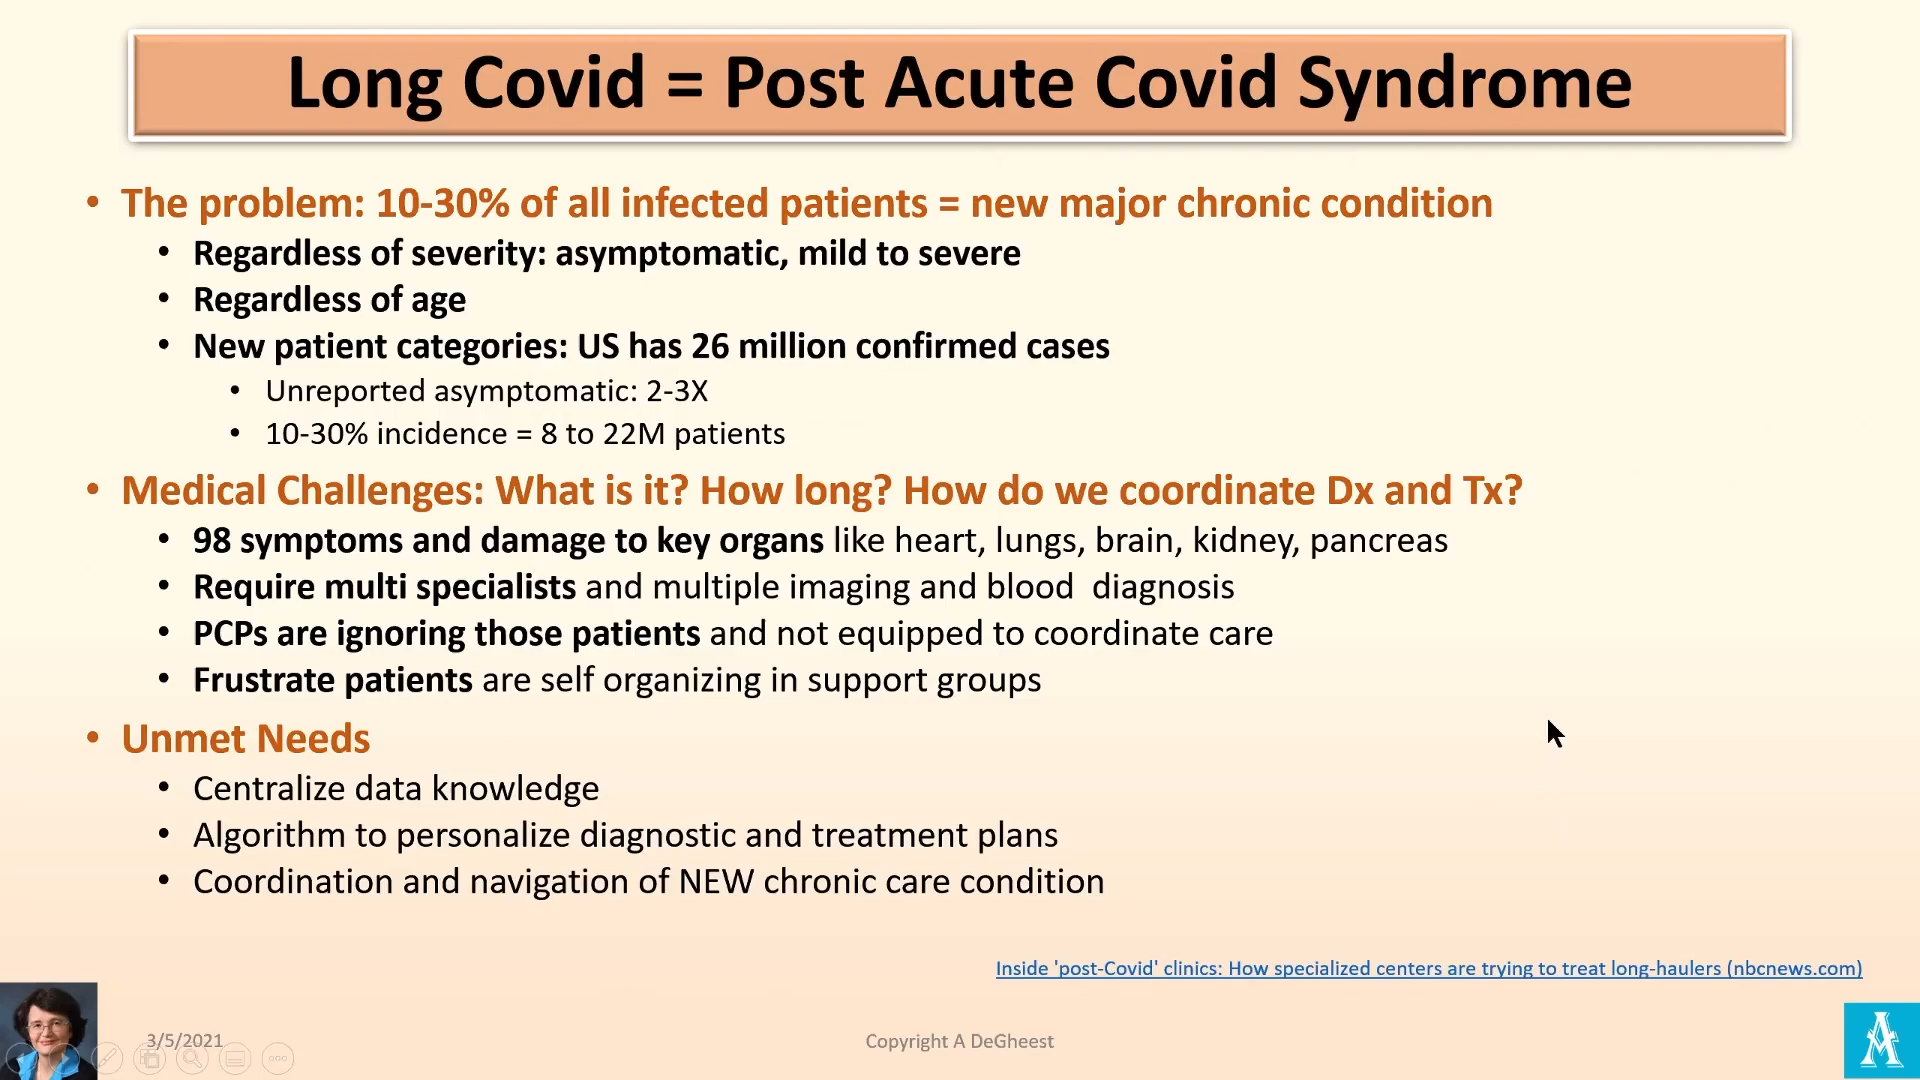 Long Covid = Post Acute Covid Syndrome
• The problem: 10-30% of all infected patients = new major chronic condition
• Regardless of severity: asymptomatic, mild to severe
• Regardless of age
• New patient categories: US has 26 million confirmed cases
• Unreported asymptomatic: 2-3X
• 10-30% incidence = 8 to 22M patients
• Medical Challenges: What is it? How long? How do we coordinate Dx and Tx?
• 98 symptoms and damage to key organs like heart, lungs, brain, kidney, pancreas
• Require multi specialists and multiple imaging and blood  diagnosis
• PCPs are ignoring those patients and not equipped to coordinate care
• Frustrate patients are self organizing in support groups
• Unmet Needs
• Centralize data knowledge
• Algorithm to personalize diagnostic and treatment plans
• Coordination and navigation of NEW chronic care condition
Inside 'post-Covid' clinics: How specialized centers are trying to treat long-haulers (nbcnews.com)
3/5/2021
Copyright A DeGheest
A